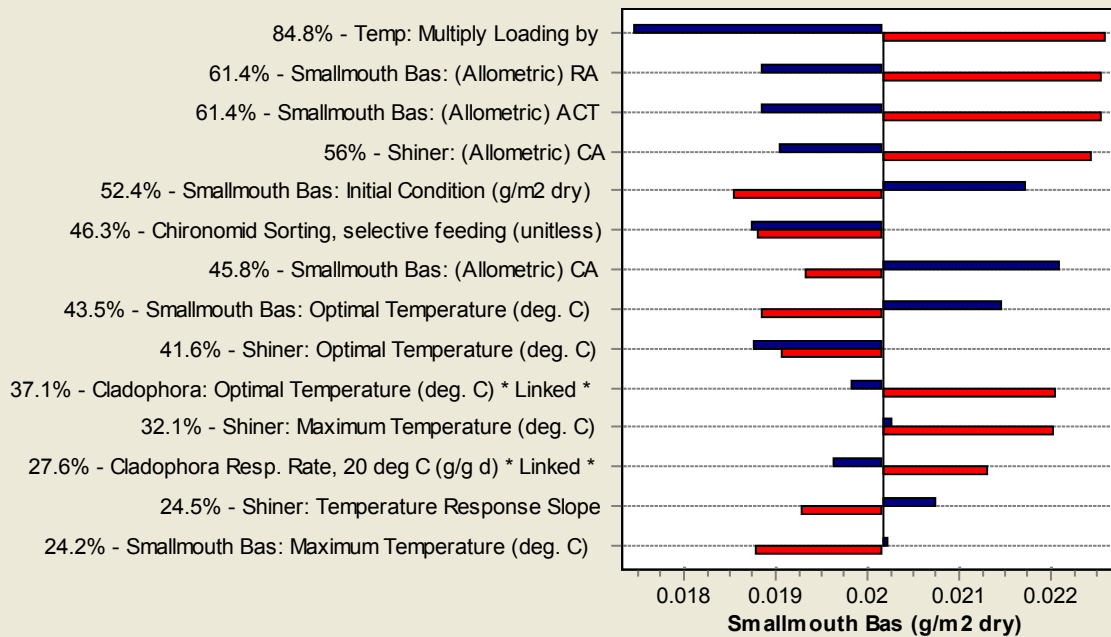 84.8% - Temp: Multiply Loading by
61.4% - Smallmouth Bas: (Allometric) RA
61.4% - Smallmouth Bas: (Allometric) ACT
56% - Shiner: (Allometric) CA
52.4% - Smallmouth Bas: Initial Condition (g/m2 dry)
46.3% - Chironomid Sorting, selective feeding (unitless)
45.8% - Smallmouth Bas: (Allometric) CA
43.5% - Smallmouth Bas: Optimal Temperature (deg. C)
41.6% - Shiner: Optimal Temperature (deg. C)
37.1% - Cladophora: Optimal Temperature (deg. C) * Linked *
32.1% - Shiner: Maximum Temperature (deg. C)
27.6% - Cladophora Resp. Rate, 20 deg C (g/g d) * Linked *
24.5% - Shiner: Temperature Response Slope
24.2% - Smallmouth Bas: Maximum Temperature (deg. C)
0.018 0.019 0.02 0.021 0.022
Smallmouth Bas (g/m2 dry)